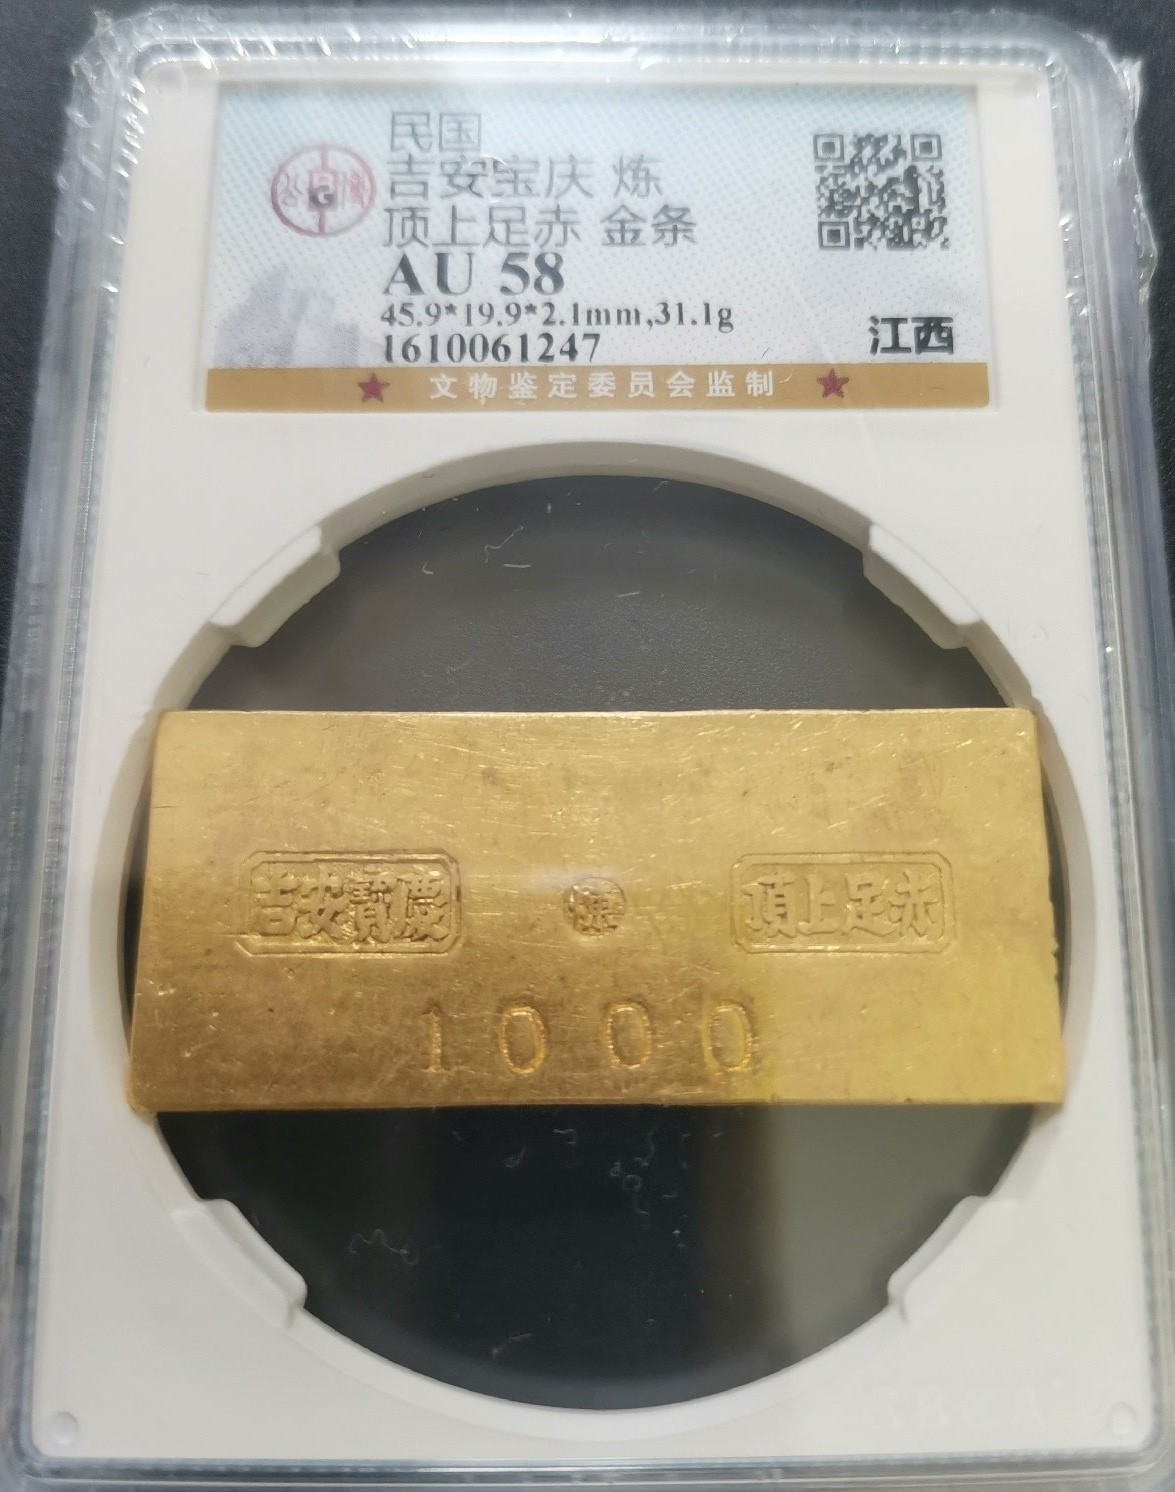 民国
吉安宝庆 炼
顶上足赤 金条
AU 58
45.9*19.9*2.1mm,31.1g
1610061247
江西
文物鉴定委员会监制
吉安寶慶
煉
頂上足赤
1000